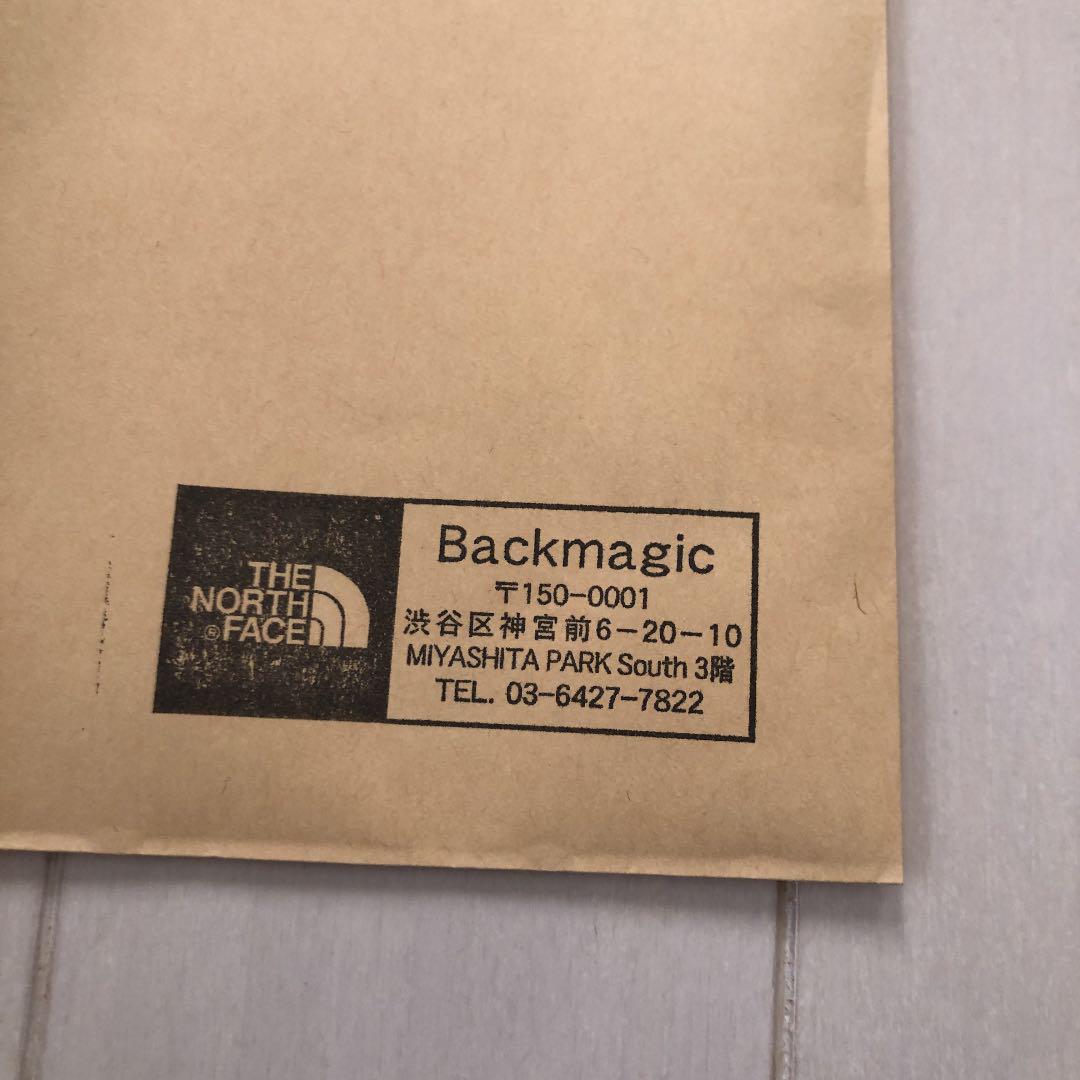 THE
NORTH
FACE
Backmagic
〒150-0001
渋谷区神宮前6-20-10
MIYASHITA PARK South 3階
TEL. 03-6427-7822